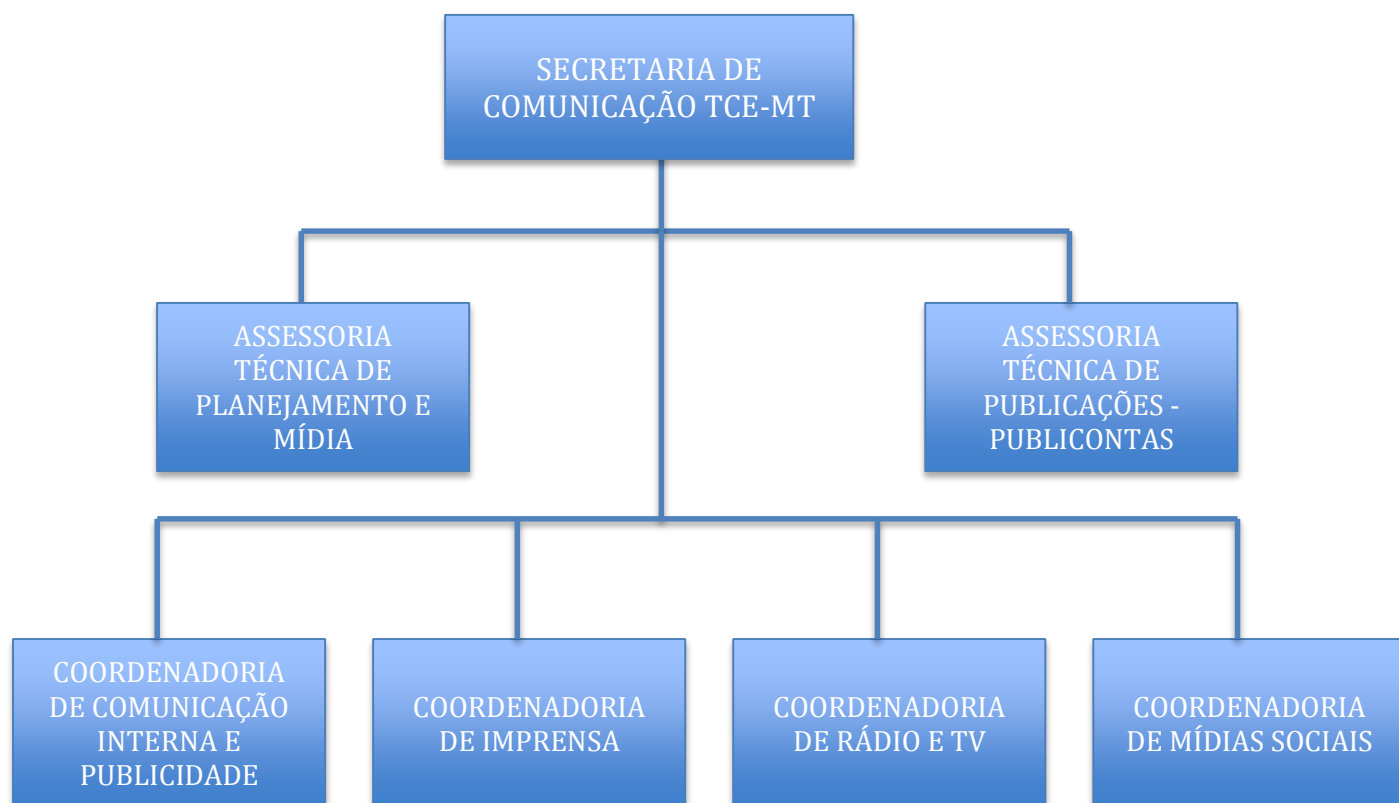 SECRETARIA DE
COMUNICAÇÃO TCE-MT
ASSESSORIA
TÉCNICA DE
PLANEJAMENTO E
MÍDIA
ASSESSORIA
TÉCNICA DE
PUBLICAÇÕES -
PUBLICONTAS
COORDENADORIA
DE COMUNICAÇÃO
INTERNA E
PUBLICIDADE
COORDENADORIA
DE IMPRENSA
COORDENADORIA
DE RÁDIO E TV
COORDENADORIA
DE MÍDIAS SOCIAIS